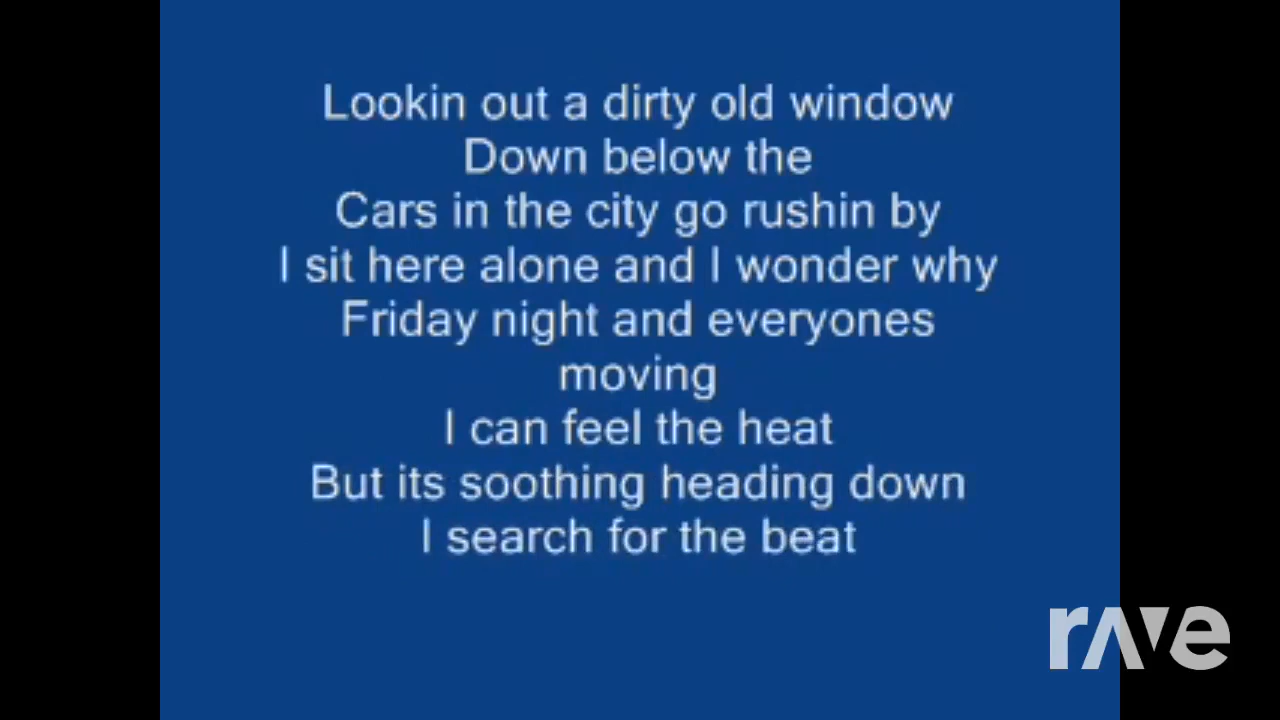 Lookin out a dirty old window
Down below the
Cars in the city go rushin by
I sit here alone and I wonder why
Friday night and everyones
moving
I can feel the heat
But its soothing heading down
I search for the beat
rave